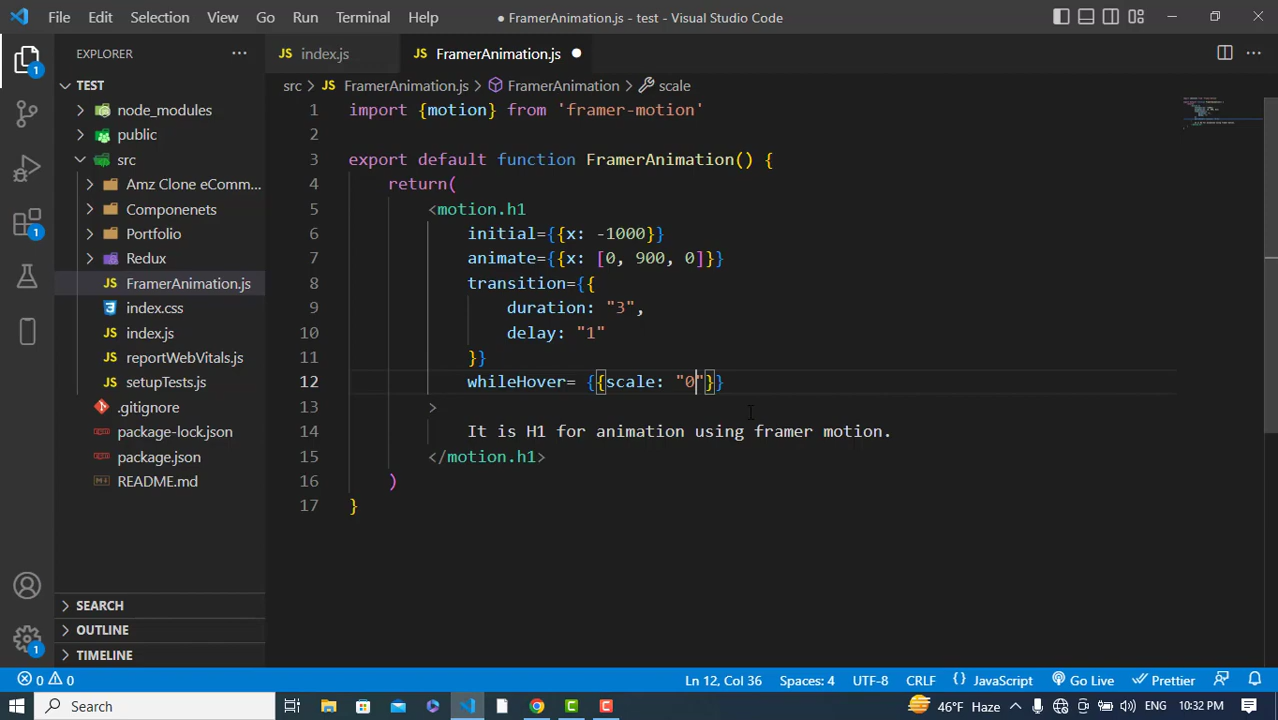 File Edit Selection View Go Run Terminal Help
● FramerAnimation.js - test - Visual Studio Code
EXPLORER
index.js
FramerAnimation.js
TEST
src > FramerAnimation.js > FramerAnimation > scale
node_modules
public
src
Amz Clone eComm...
Componenets
Portfolio
Redux
FramerAnimation.js
index.css
index.js
reportWebVitals.js
setupTests.js
.gitignore
package-lock.json
package.json
README.md
1 import {motion} from 'framer-motion'
2
3 export default function FramerAnimation() {
4 return(
5 <motion.h1
6 initial={{x: -1000}}
7 animate={{x: [0, 900, 0]}}
8 transition={{
9 duration: "3",
10 delay: "1"
11 }}
12 whileHover= {{scale: "0"}}
13 >
14 It is H1 for animation using framer motion.
15 </motion.h1>
16 )
17 }
SEARCH
OUTLINE
TIMELINE
0 0 Ln 12, Col 36 Spaces: 4 UTF-8 CRLF {} JavaScript Go Live Prettier
Search 46°F Haze ENG 10:32 PM